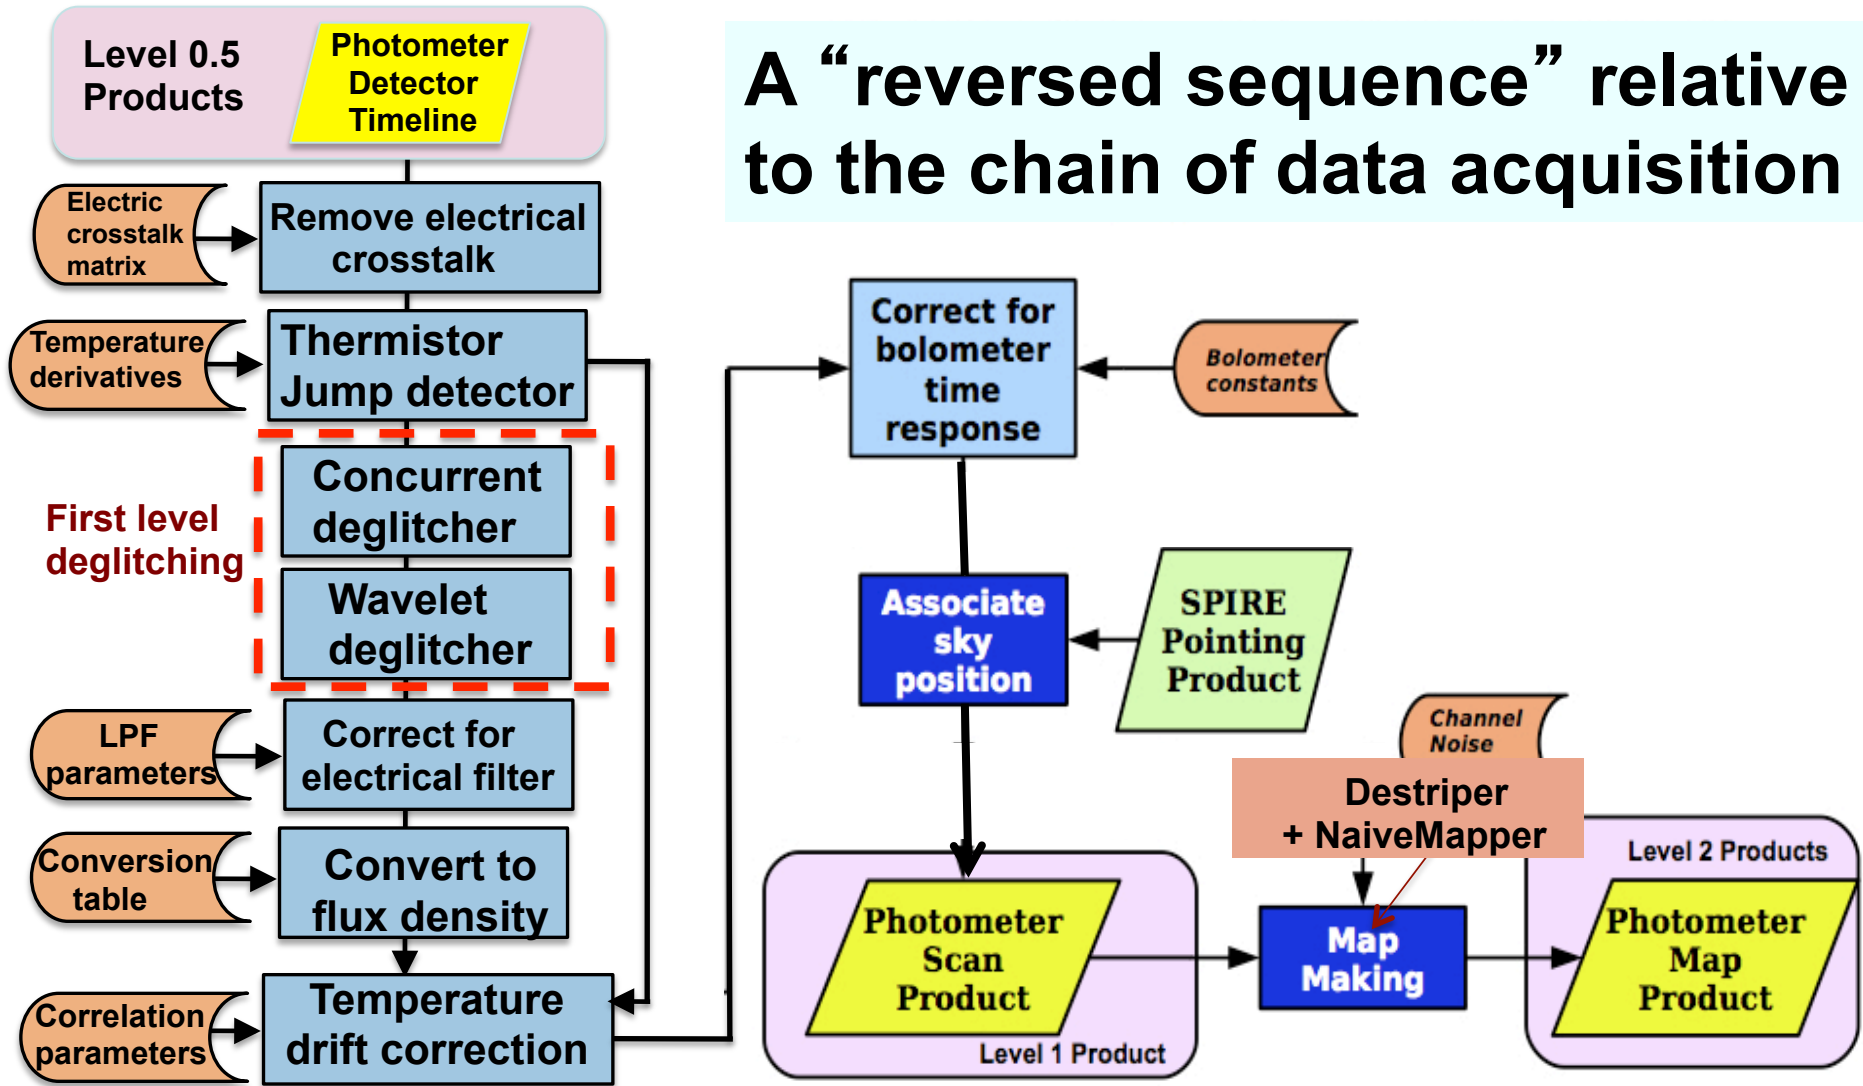 Level 0.5
Products
Photometer
Detector
Timeline
A “reversed sequence” relative
to the chain of data acquisition
Electric
crosstalk
matrix
Remove electrical
crosstalk
Temperature
derivatives
Thermistor
Jump detector
First level
deglitching
Concurrent
deglitcher
Wavelet
deglitcher
LPF
parameters
Correct for
electrical filter
Conversion
table
Convert to
flux density
Correlation
parameters
Temperature
drift correction
Correct for
bolometer
time
response
Bolometer
constants
Associate
sky
position
SPIRE
Pointing
Product
Channel
Noise
Destriper
+ NaiveMapper
Photometer
Scan
Product
Level 1 Product
Map
Making
Level 2 Products
Photometer
Map
Product